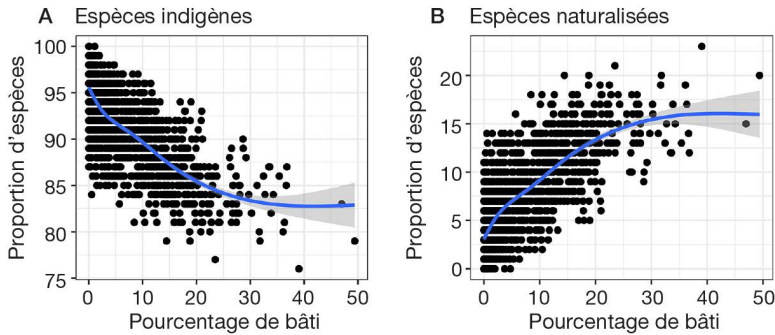 A Espèces indigènes
Proportion d'espèces
100
95
90
85
80
75
0 10 20 30 40 50
Pourcentage de bâti
B Espèces naturalisées
Proportion d'espèces
20
15
10
5
0
0 10 20 30 40 50
Pourcentage de bâti